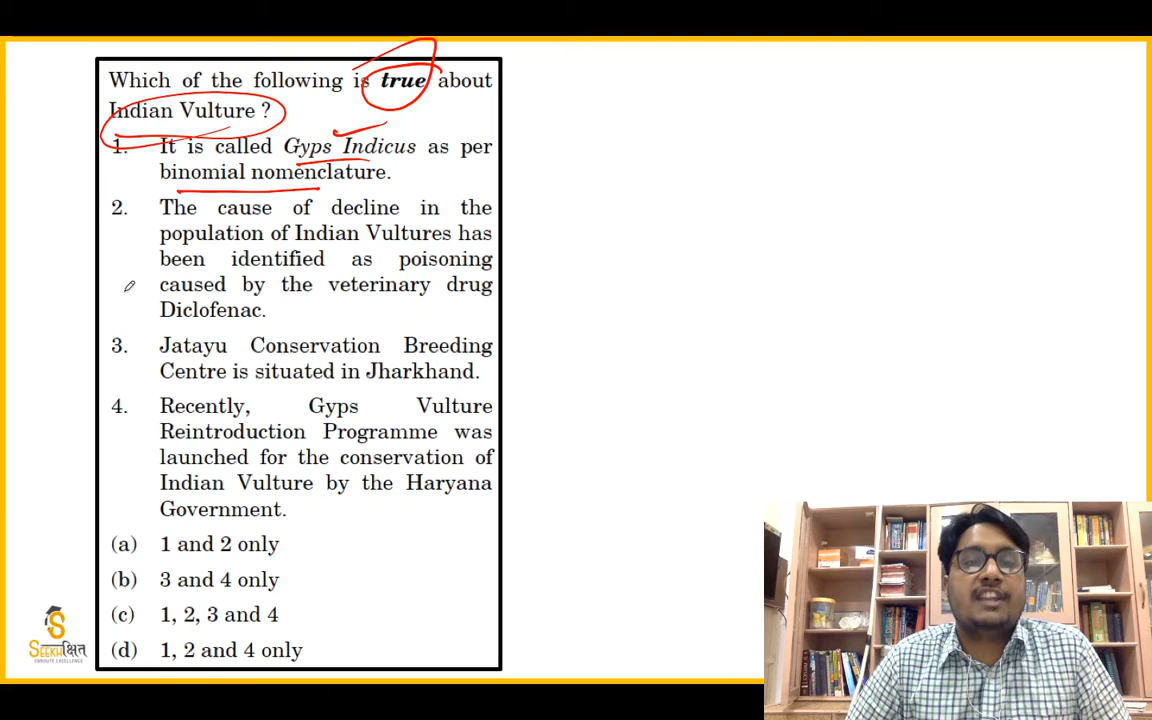 Which of the following is true about
Indian Vulture ?
1. It is called Gyps Indicus as per
binomial nomenclature.
2. The cause of decline in the
population of Indian Vultures has
been identified as poisoning
caused by the veterinary drug
Diclofenac.
3. Jatayu Conservation Breeding
Centre is situated in Jharkhand.
4. Recently, Gyps Vulture
Reintroduction Programme was
launched for the conservation of
Indian Vulture by the Haryana
Government.
(a) 1 and 2 only
(b) 3 and 4 only
(c) 1, 2, 3 and 4
(d) 1, 2 and 4 only
S
SEEKHक्षित
ENROUTE EXCELLENCE